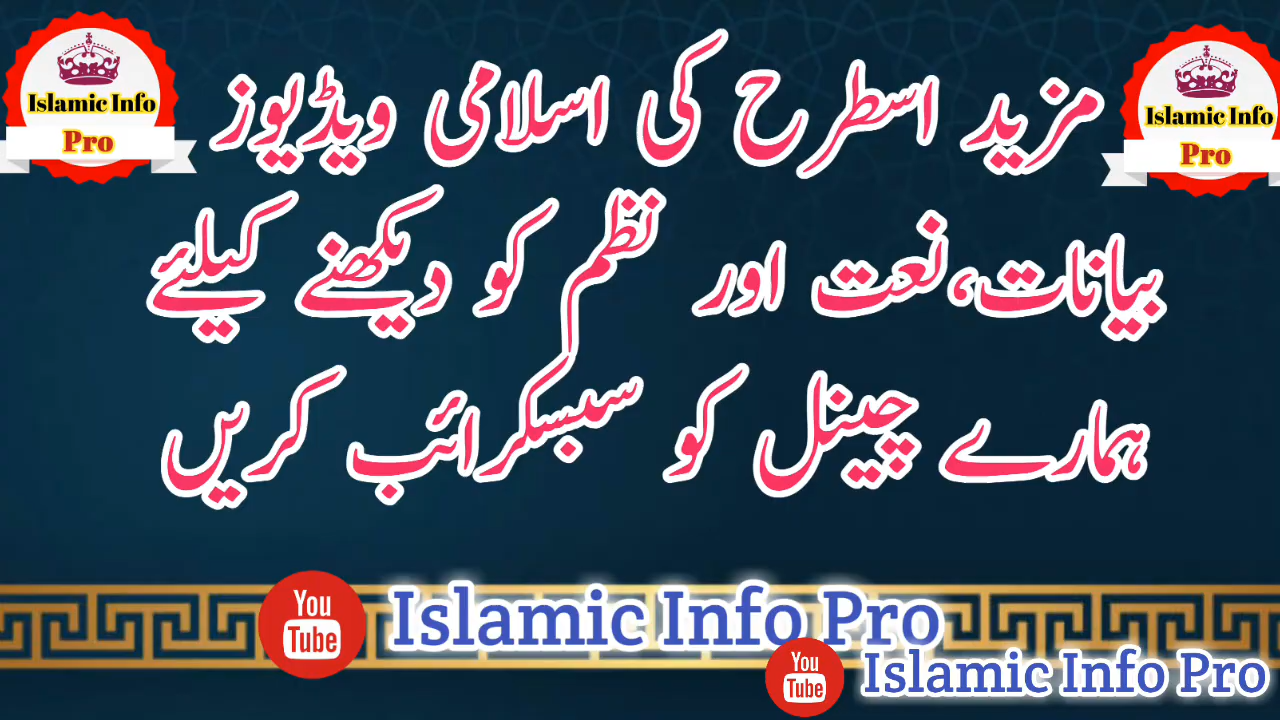 Islamic Info
Pro
Islamic Info
Pro
مزید اسطرح کی اسلامی ویڈیوز
بیانات،نعت اور نظم کو دیکھنے کیلئے
ہمارے چینل کو سبسکرائب کریں
You
Tube
Islamic Info Pro
You
Tube
Islamic Info Pro